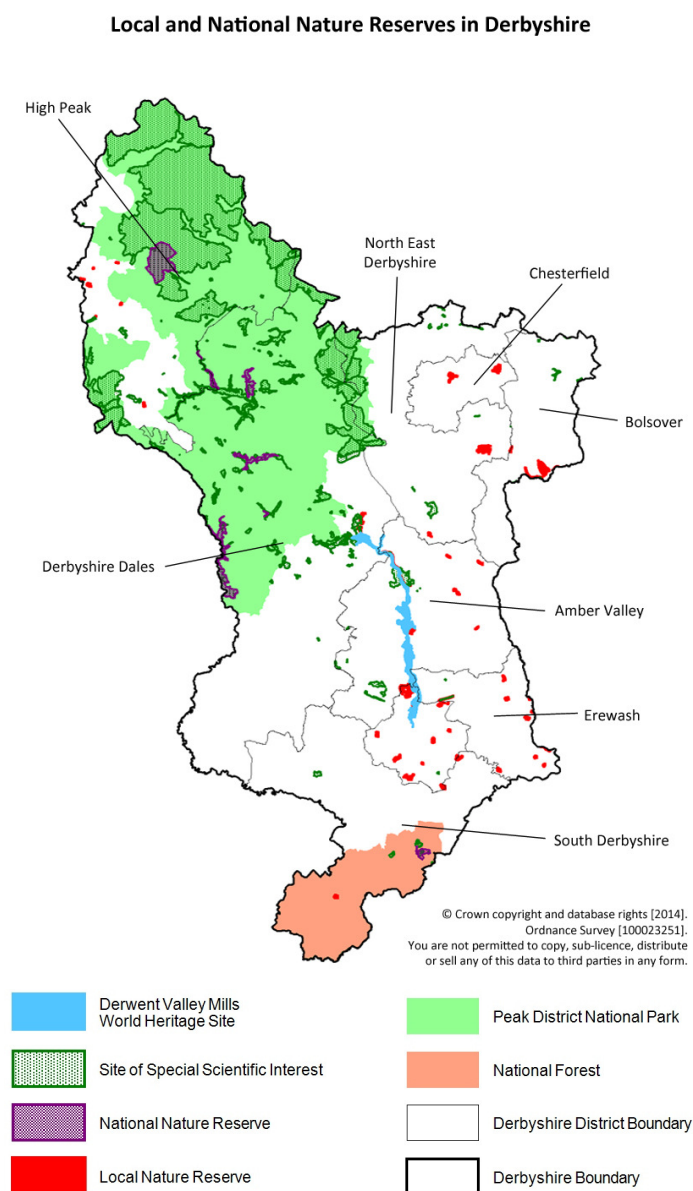 Local and National Nature Reserves in Derbyshire
High Peak
North East
Derbyshire
Chesterfield
Bolsover
Derbyshire Dales
Amber Valley
Erewash
South Derbyshire
© Crown copyright and database rights [2014].
Ordnance Survey [100023251].
You are not permitted to copy, sub-licence, distribute
or sell any of this data to third parties in any form.
Derwent Valley Mills
World Heritage Site
Peak District National Park
Site of Special Scientific Interest
National Forest
National Nature Reserve
Derbyshire District Boundary
Local Nature Reserve
Derbyshire Boundary